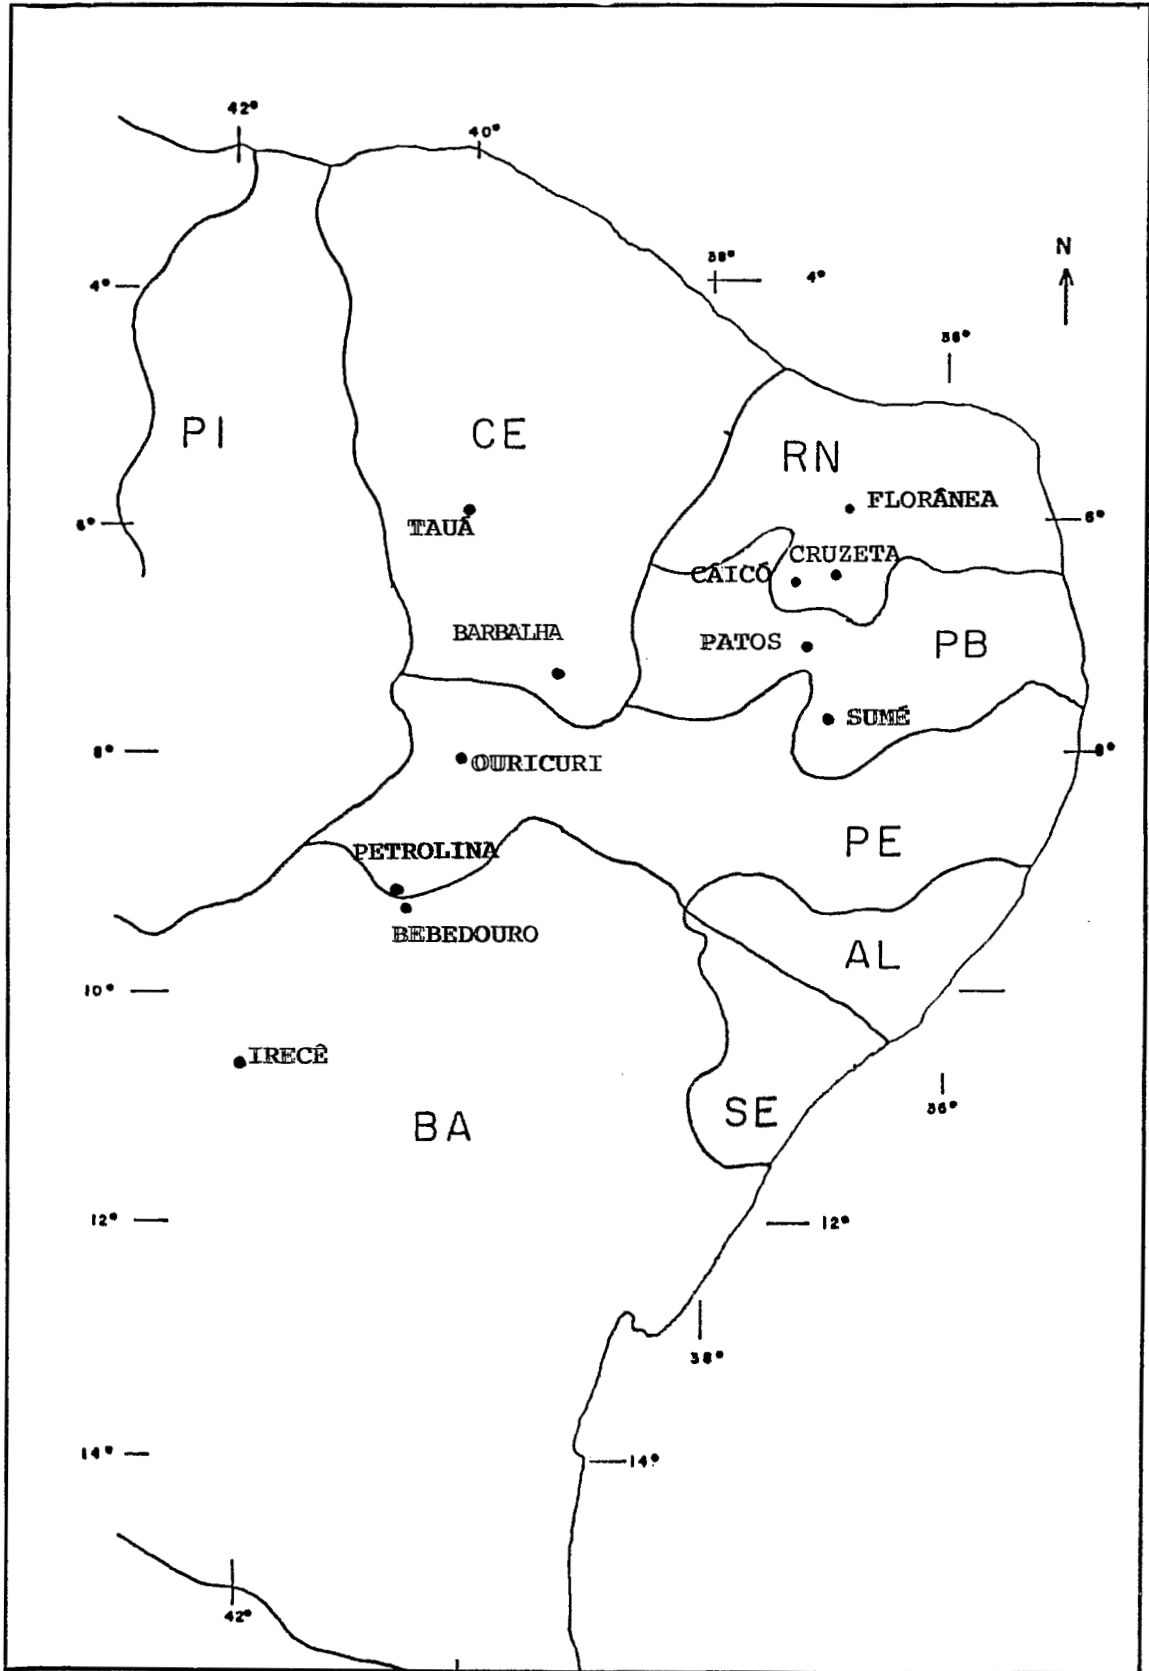 42°
40°
38°
4°
N
4°
36°
PI
CE
RN
FLORÂNEA
6°
TAUÁ
6°
CRUZETA
CAICÓ
BARBALHA
PATOS
PB
SUMÉ
8°
OURICURI
8°
PE
PETROLINA
BEBEDOURO
AL
10°
IRECÊ
36°
SE
BA
12°
12°
38°
14°
14°
42°